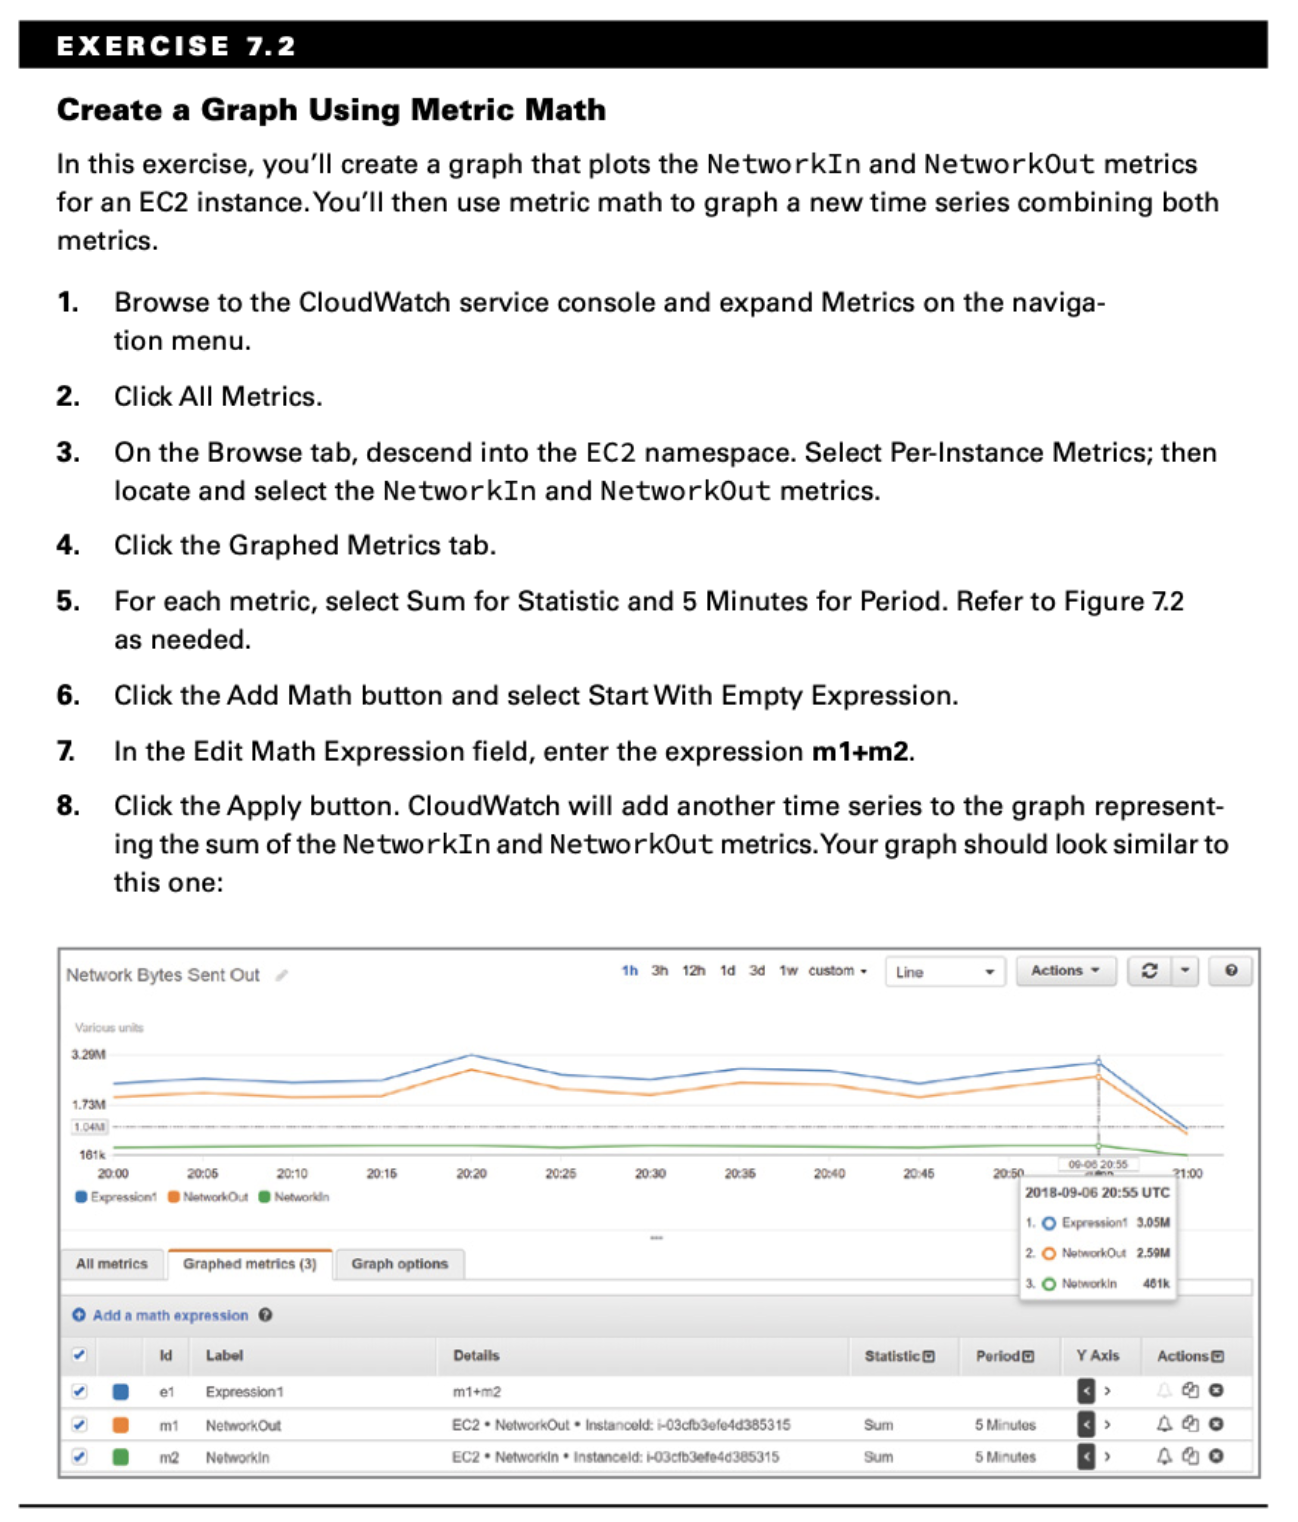 EXERCISE 7.2
Create a Graph Using Metric Math
In this exercise, you'll create a graph that plots the NetworkIn and NetworkOut metrics
for an EC2 instance. You'll then use metric math to graph a new time series combining both
metrics.
1. Browse to the CloudWatch service console and expand Metrics on the naviga-
tion menu.
2. Click All Metrics.
3. On the Browse tab, descend into the EC2 namespace. Select Per-Instance Metrics; then
locate and select the NetworkIn and NetworkOut metrics.
4. Click the Graphed Metrics tab.
5. For each metric, select Sum for Statistic and 5 Minutes for Period. Refer to Figure 7.2
as needed.
6. Click the Add Math button and select Start With Empty Expression.
7. In the Edit Math Expression field, enter the expression m1+m2.
8. Click the Apply button. CloudWatch will add another time series to the graph represent-
ing the sum of the NetworkIn and NetworkOut metrics. Your graph should look similar to
this one:
Network Bytes Sent Out 1h 3h 12h 1d 3d 1w custom Line Actions
Various units
3.29M
1.73M
1.04M
161k
09-06 20:55
20:00 20:05 20:10 20:15 20:20 20:25 20:30 20:35 20:40 20:45 20:50 21:00
Expression1 NetworkOut NetworkIn
2018-09-06 20:55 UTC
1. Expression1 3.05M
2. NetworkOut 2.59M
3. NetworkIn 461k
All metrics Graphed metrics (3) Graph options
Add a math expression
Id Label Details Statistic Period Y Axis Actions
e1 Expression1 m1+m2
m1 NetworkOut EC2 • NetworkOut • InstanceId: i-03cfb3efe4d385315 Sum 5 Minutes
m2 NetworkIn EC2 • NetworkIn • InstanceId: i-03cfb3efe4d385315 Sum 5 Minutes